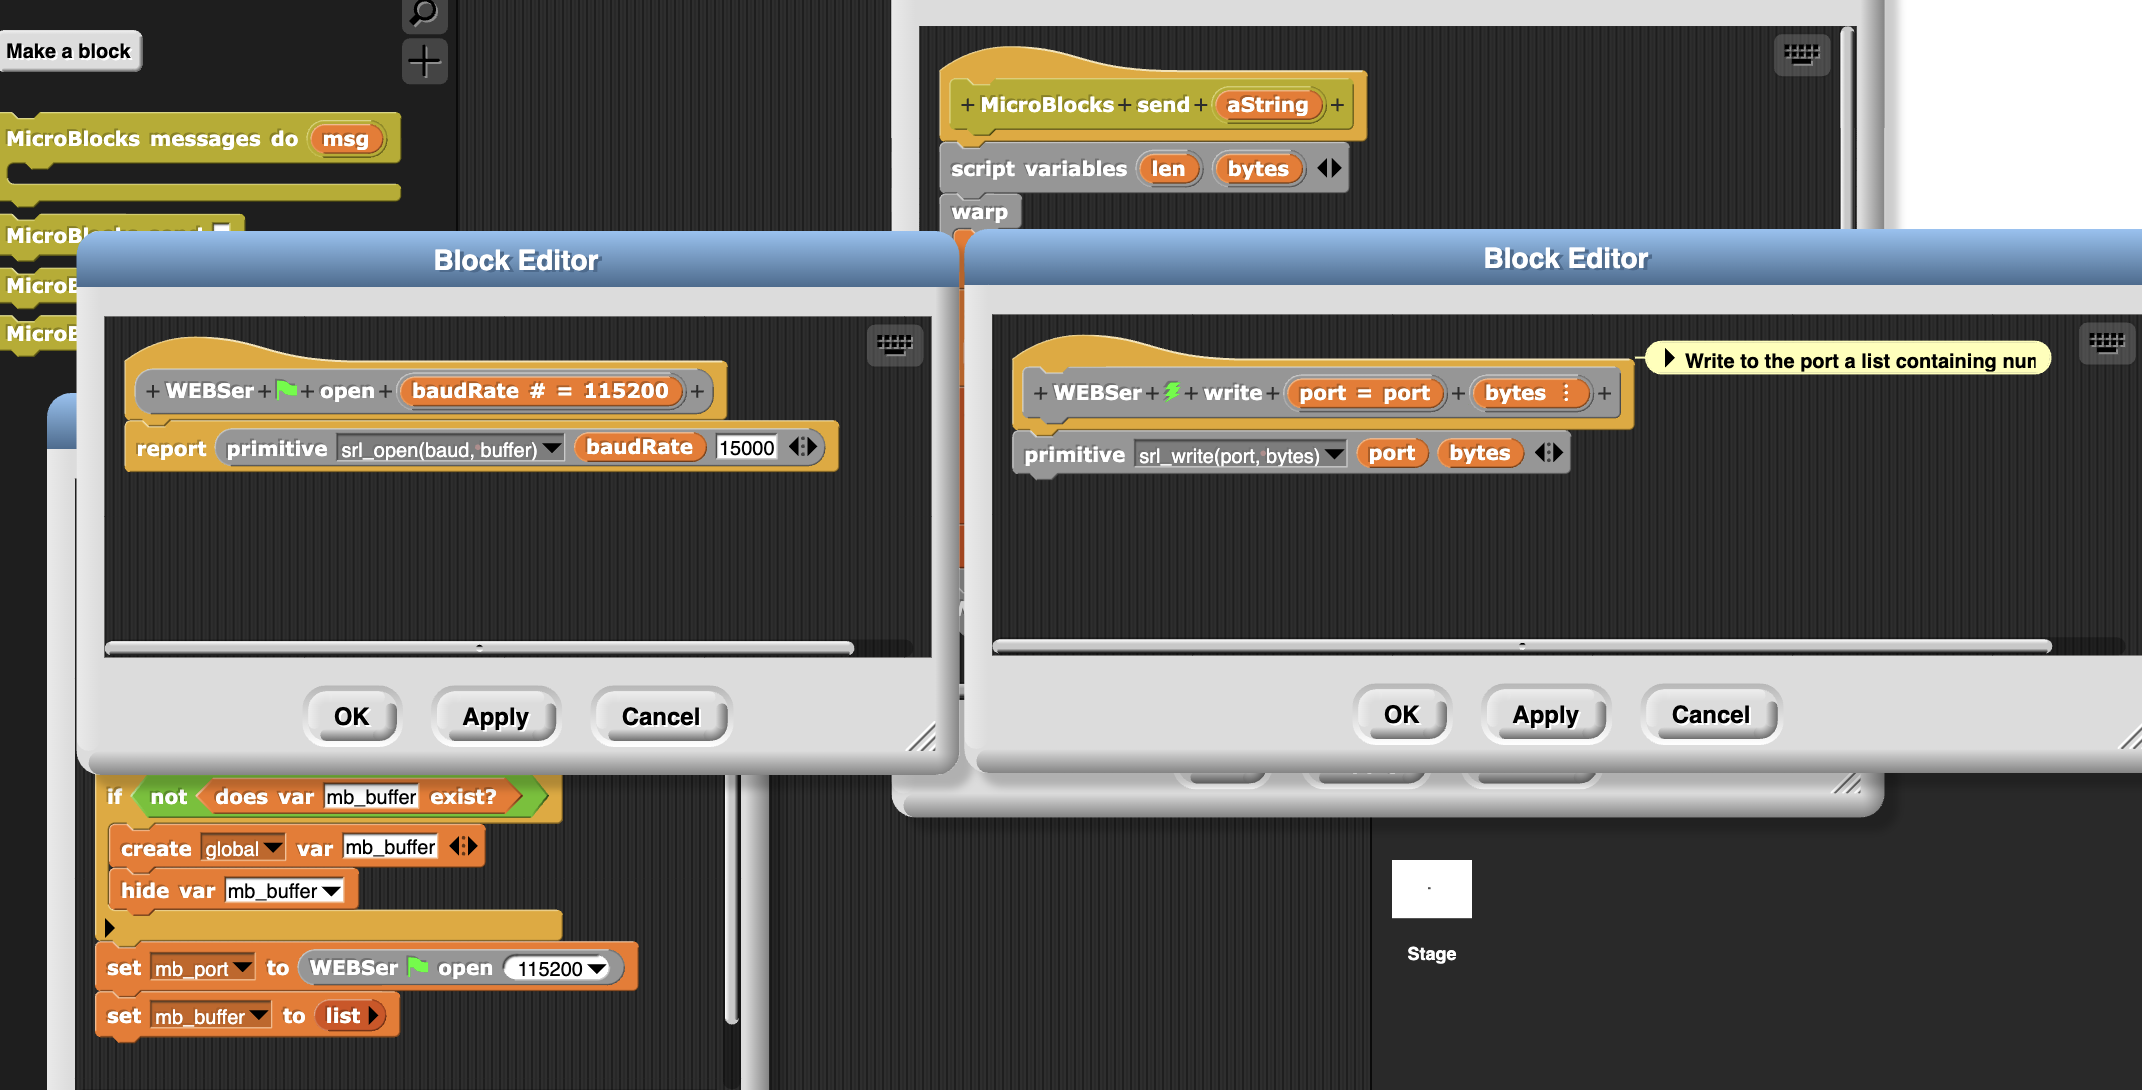 Make a block
MicroBlocks messages do msg
MicroBl
MicroB
MicroB
+ MicroBlocks + send + aString +
script variables len bytes
warp
Block Editor
+ WEBSer + + open + baudRate # = 115200 +
report primitive srl_open(baud, buffer) baudRate 15000
OK Apply Cancel
Block Editor
+ WEBSer + + write + port = port + bytes ⋮ +
Write to the port a list containing nun
primitive srl_write(port, bytes) port bytes
OK Apply Cancel
if not does var mb_buffer exist?
create global var mb_buffer
hide var mb_buffer
set mb_port to WEBSer open 115200
set mb_buffer to list
Stage